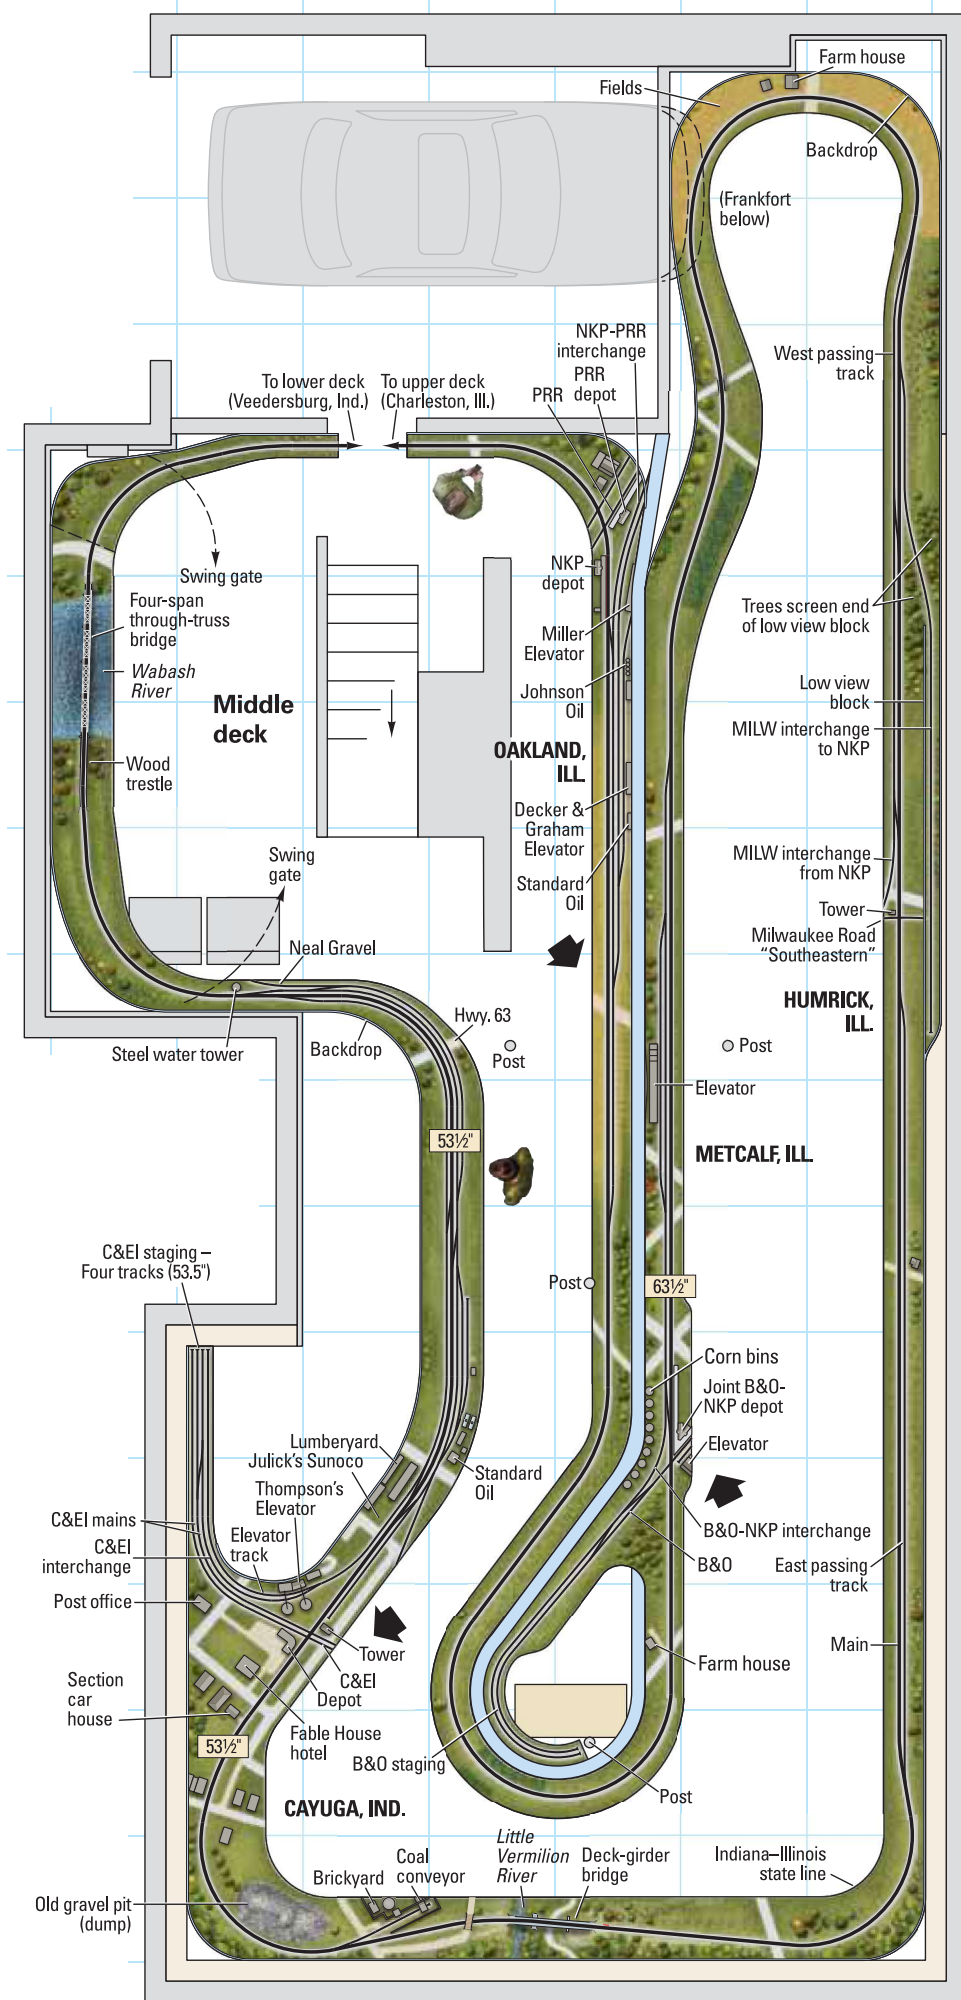 Farm house
Fields
Backdrop
(Frankfort
below)
NKP-PRR
interchange
PRR
depot
PRR
West passing
track
To lower deck
(Veedersburg, Ind.)
To upper deck
(Charleston, Ill.)
Swing gate
NKP
depot
Four-span
through-truss
bridge
Wabash
River
Miller
Elevator
Trees screen end
of low view block
Middle
deck
Johnson
Oil
Low view
block
MILW interchange
to NKP
OAKLAND,
ILL.
Wood
trestle
Decker &
Graham
Elevator
Swing
gate
MILW interchange
from NKP
Standard
Oil
Tower
Milwaukee Road
“Southeastern”
Neal Gravel
HUMRICK,
ILL.
Hwy. 63
Steel water tower
Backdrop
Post
Post
Elevator
53½"
METCALF, ILL.
C&EI staging –
Four tracks (53.5")
Post
63½"
Corn bins
Joint B&O-
NKP depot
Lumberyard
Julick's Sunoco
Elevator
Thompson's
Elevator
Standard
Oil
C&EI mains
Elevator
track
B&O-NKP interchange
C&EI
interchange
B&O
East passing
track
Post office
Tower
Main
C&EI
Farm house
Section
car
house
Depot
Fable House
hotel
53½"
B&O staging
Post
CAYUGA, IND.
Little
Vermilion
River
Deck-girder
bridge
Indiana–Illinois
state line
Coal
conveyor
Brickyard
Old gravel pit
(dump)